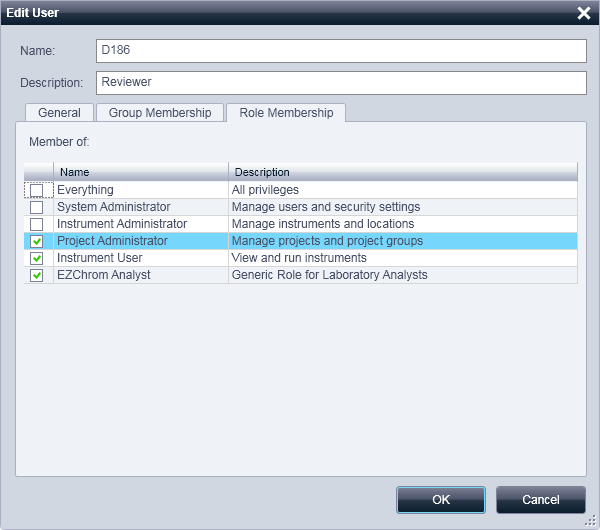 Edit User
Name: D186
Description: Reviewer
General Group Membership Role Membership
Member of:
Name Description
Everything All privileges
System Administrator Manage users and security settings
Instrument Administrator Manage instruments and locations
Project Administrator Manage projects and project groups
Instrument User View and run instruments
EZChrom Analyst Generic Role for Laboratory Analysts
OK Cancel